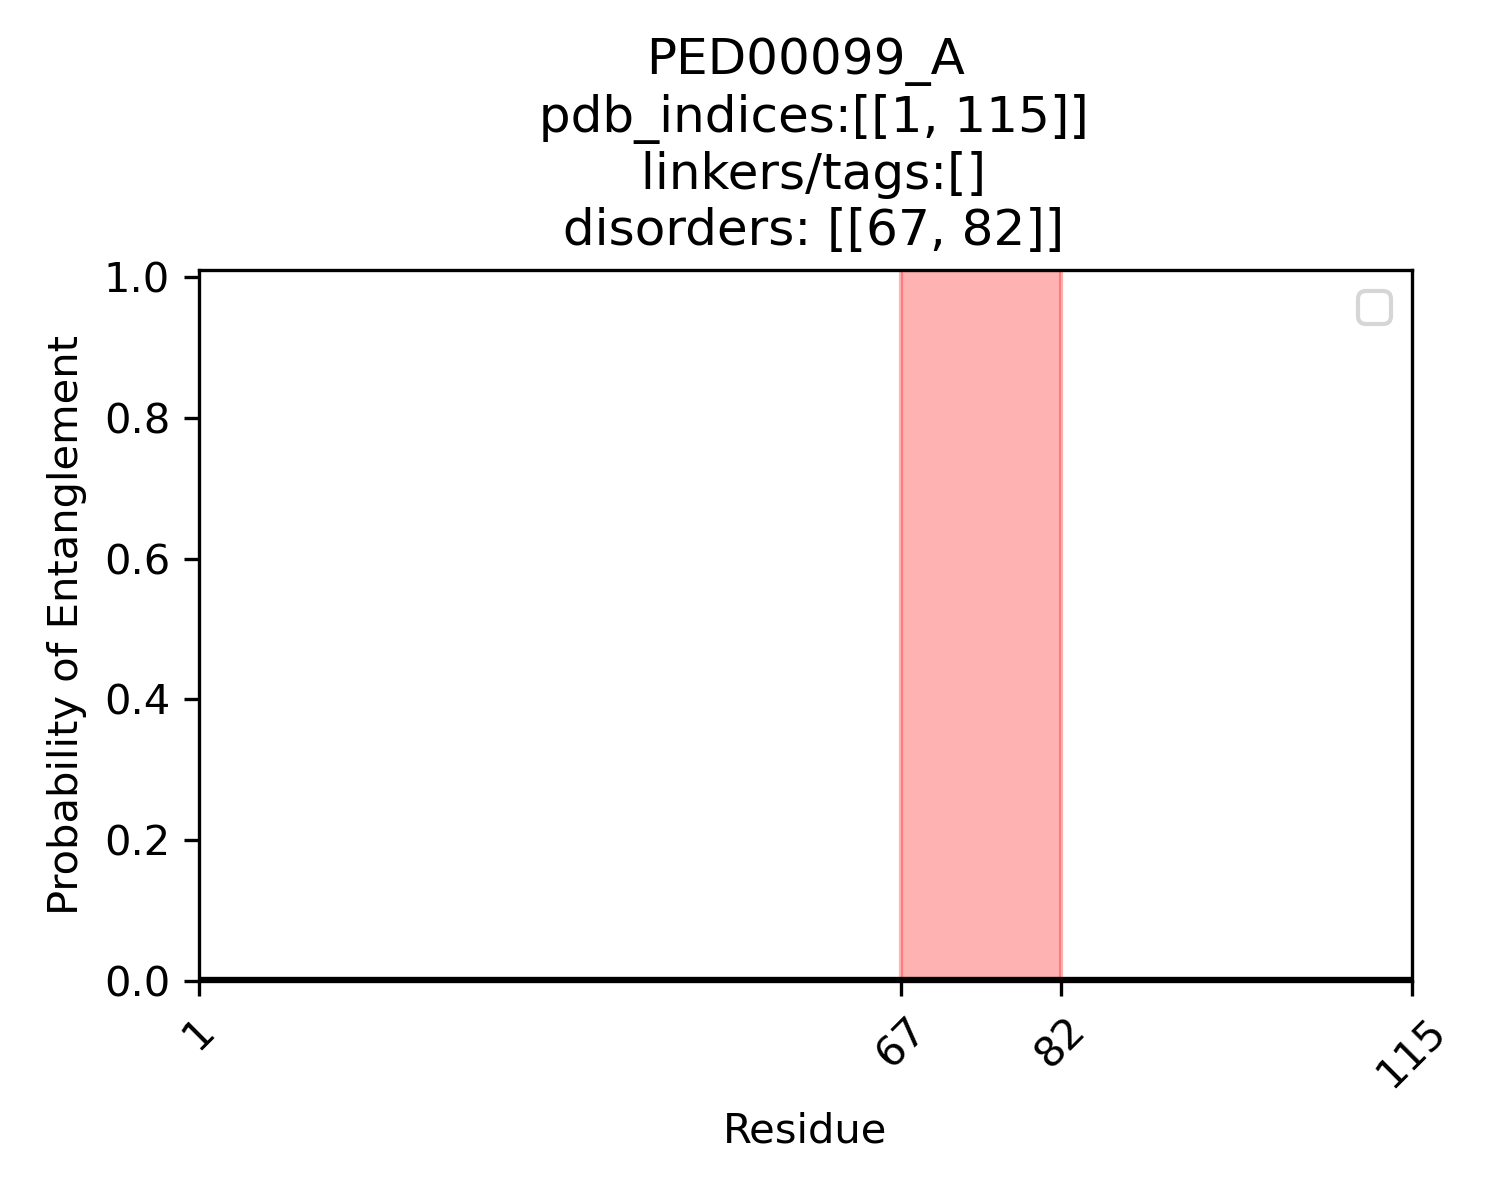 PED00099_A
pdb_indices:[[1, 115]]
linkers/tags:[]
disorders: [[67, 82]]
1.0
0.8
0.6
0.4
0.2
0.0
Probability of Entanglement
1
67
82
115
Residue